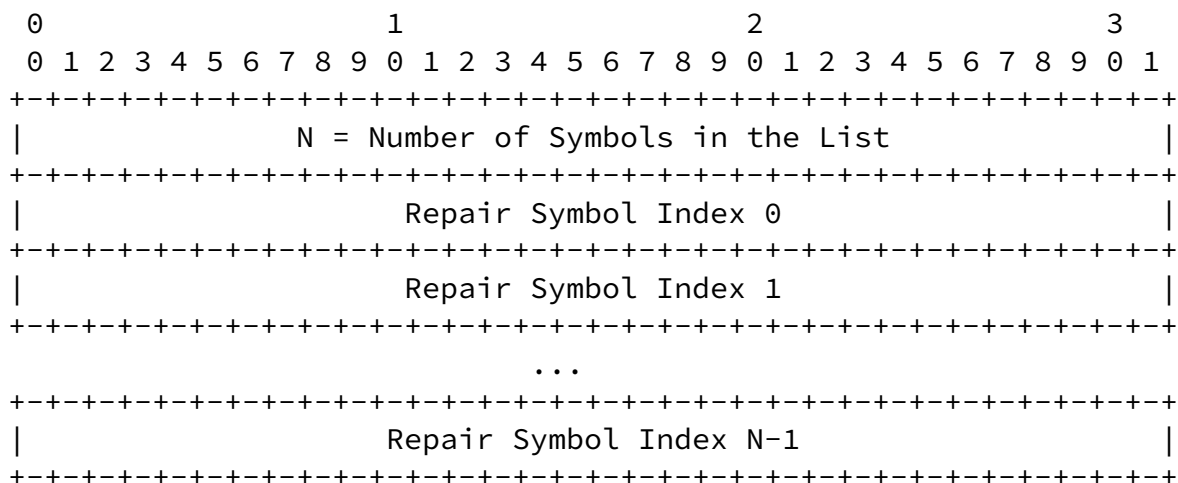 0                   1                   2                   3
 0 1 2 3 4 5 6 7 8 9 0 1 2 3 4 5 6 7 8 9 0 1 2 3 4 5 6 7 8 9 0 1
+-+-+-+-+-+-+-+-+-+-+-+-+-+-+-+-+-+-+-+-+-+-+-+-+-+-+-+-+-+-+-+-+
|               N = Number of Symbols in the List               |
+-+-+-+-+-+-+-+-+-+-+-+-+-+-+-+-+-+-+-+-+-+-+-+-+-+-+-+-+-+-+-+-+
|                     Repair Symbol Index 0                     |
+-+-+-+-+-+-+-+-+-+-+-+-+-+-+-+-+-+-+-+-+-+-+-+-+-+-+-+-+-+-+-+-+
|                     Repair Symbol Index 1                     |
+-+-+-+-+-+-+-+-+-+-+-+-+-+-+-+-+-+-+-+-+-+-+-+-+-+-+-+-+-+-+-+-+
                             ...
+-+-+-+-+-+-+-+-+-+-+-+-+-+-+-+-+-+-+-+-+-+-+-+-+-+-+-+-+-+-+-+-+
|                    Repair Symbol Index N-1                    |
+-+-+-+-+-+-+-+-+-+-+-+-+-+-+-+-+-+-+-+-+-+-+-+-+-+-+-+-+-+-+-+-+